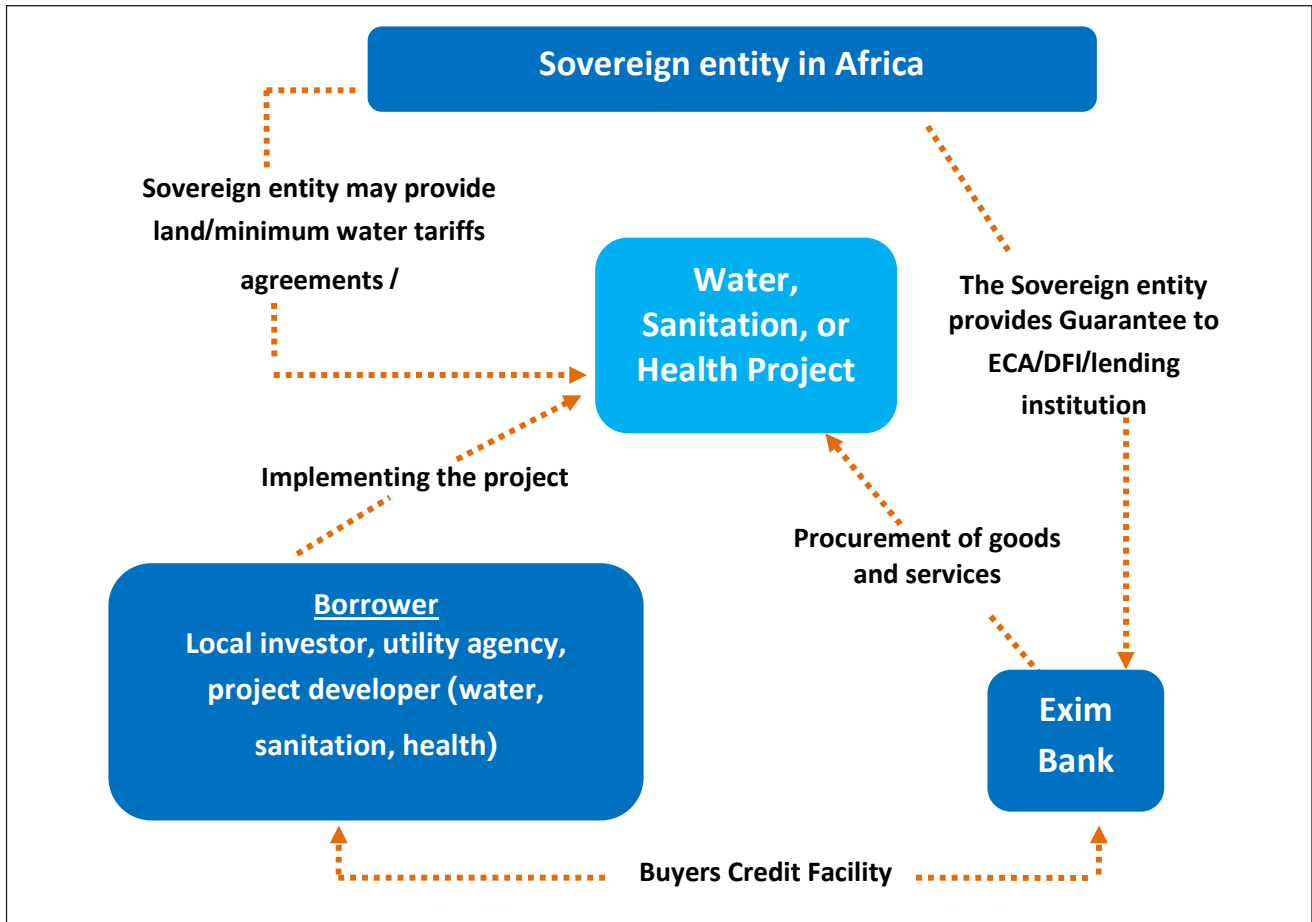 Sovereign entity in Africa
Sovereign entity may provide
land/minimum water tariffs
agreements /
Water,
Sanitation, or
Health Project
The Sovereign entity
provides Guarantee to
ECA/DFI/lending
institution
Implementing the project
Procurement of goods
and services
Borrower
Local investor, utility agency,
project developer (water,
sanitation, health)
Exim
Bank
Buyers Credit Facility